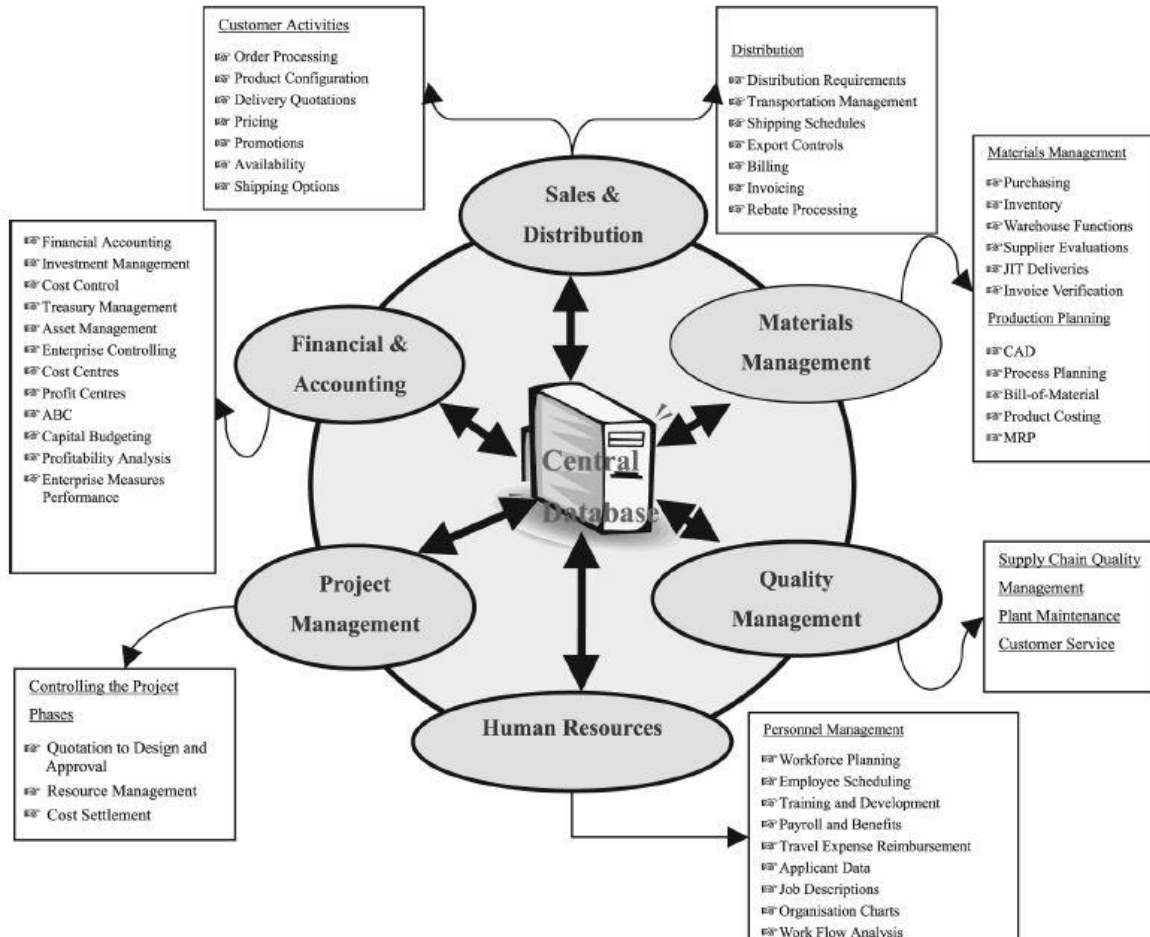 Customer Activities
☞ Order Processing
☞ Product Configuration
☞ Delivery Quotations
☞ Pricing
☞ Promotions
☞ Availability
☞ Shipping Options
Distribution
☞ Distribution Requirements
☞ Transportation Management
☞ Shipping Schedules
☞ Export Controls
☞ Billing
☞ Invoicing
☞ Rebate Processing
Materials Management
☞ Purchasing
☞ Inventory
☞ Warehouse Functions
☞ Supplier Evaluations
☞ JIT Deliveries
☞ Invoice Verification
Production Planning
☞ CAD
☞ Process Planning
☞ Bill-of-Material
☞ Product Costing
☞ MRP
☞ Financial Accounting
☞ Investment Management
☞ Cost Control
☞ Treasury Management
☞ Asset Management
☞ Enterprise Controlling
☞ Cost Centres
☞ Profit Centres
☞ ABC
☞ Capital Budgeting
☞ Profitability Analysis
☞ Enterprise Measures
Performance
Sales &
Distribution
Financial &
Accounting
Materials
Management
Central
Database
Project
Management
Quality
Management
Human Resources
Supply Chain Quality
Management
Plant Maintenance
Customer Service
Controlling the Project
Phases
☞ Quotation to Design and
Approval
☞ Resource Management
☞ Cost Settlement
Personnel Management
☞ Workforce Planning
☞ Employee Scheduling
☞ Training and Development
☞ Payroll and Benefits
☞ Travel Expense Reimbursement
☞ Applicant Data
☞ Job Descriptions
☞ Organisation Charts
☞ Work Flow Analysis